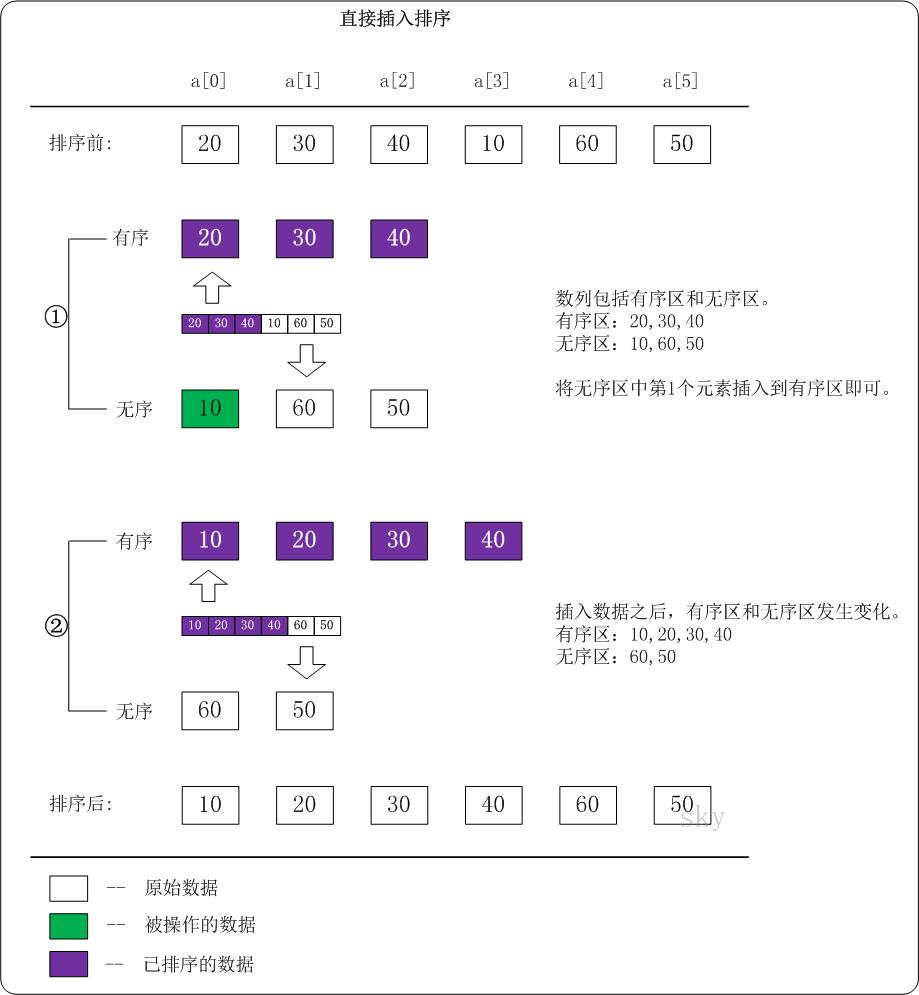 直接插入排序
a[0] a[1] a[2] a[3] a[4] a[5]
排序前: 20 30 40 10 60 50
有序 20 30 40
①
20 30 40 10 60 50
数列包括有序区和无序区。
有序区: 20,30,40
无序区: 10,60,50
将无序区中第1个元素插入到有序区即可。
无序 10 60 50
有序 10 20 30 40
②
10 20 30 40 60 50
插入数据之后，有序区和无序区发生变化。
有序区: 10,20,30,40
无序区: 60,50
无序 60 50
排序后: 10 20 30 40 60 50
sky
-- 原始数据
-- 被操作的数据
-- 已排序的数据